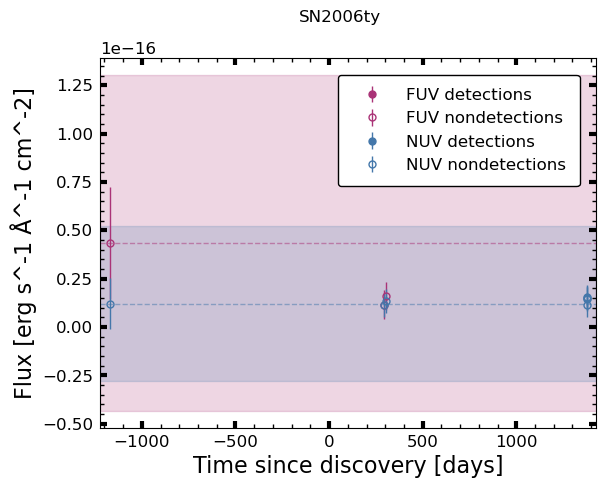 SN2006ty
1e−16
FUV detections
FUV nondetections
NUV detections
NUV nondetections
1.25
1.00
0.75
0.50
0.25
0.00
−0.25
−0.50
Flux [erg s^-1 Å^-1 cm^-2]
−1000
−500
0
500
1000
Time since discovery [days]